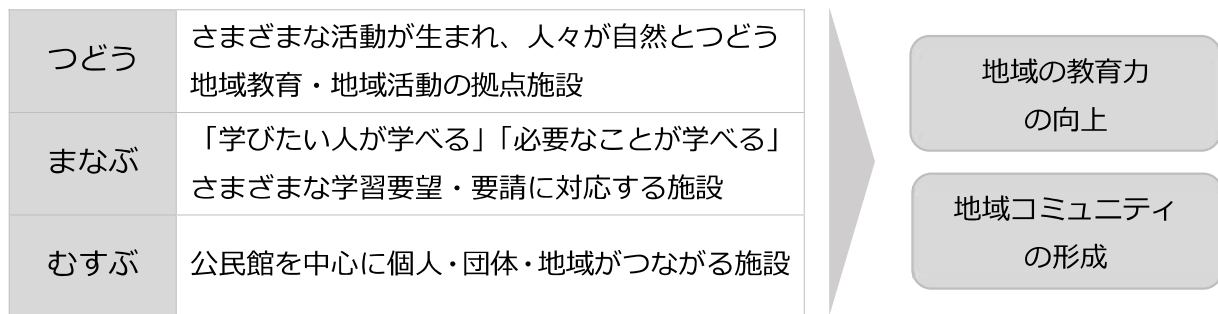 つどう
さまざまな活動が生まれ、人々が自然とつどう
地域教育・地域活動の拠点施設
まなぶ
「学びたい人が学べる」「必要なことが学べる」
さまざまな学習要望・要請に対応する施設
むすぶ
公民館を中心に個人・団体・地域がつながる施設
地域の教育力
の向上
地域コミュニティ
の形成